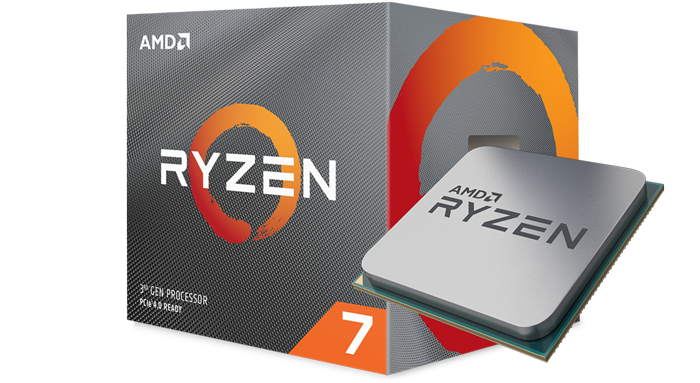 AMD
RYZEN
3RD GEN PROCESSOR
PCIe 4.0 READY
7
AMD
RYZEN